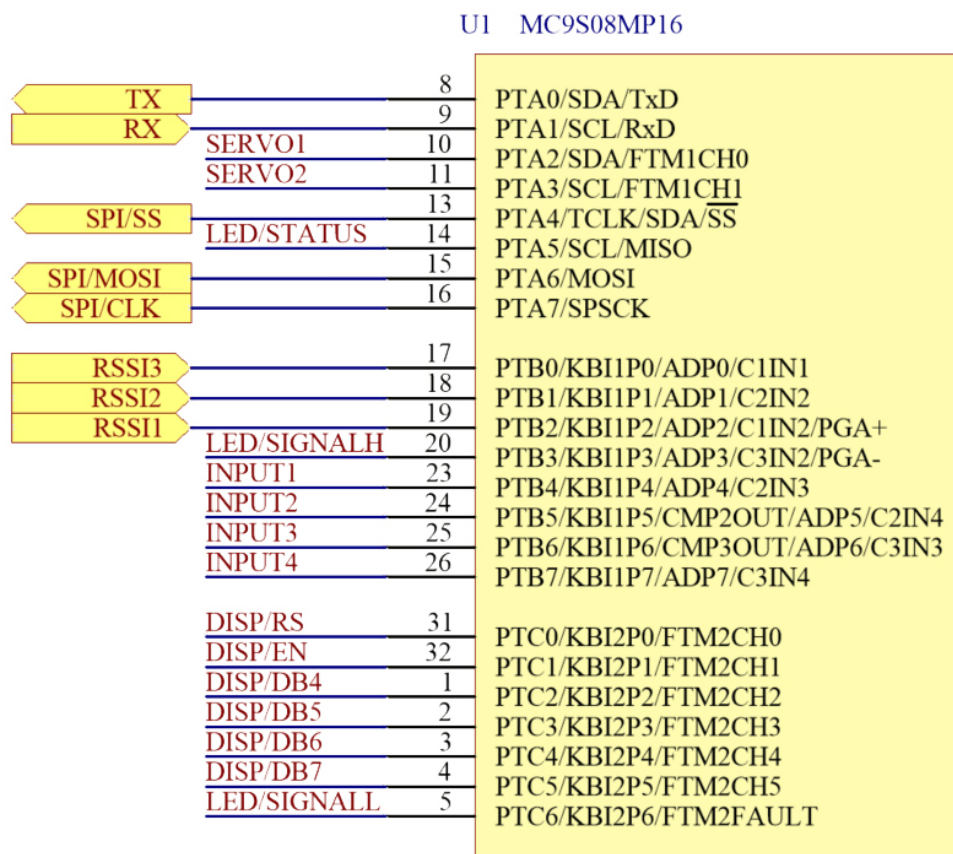 U1 MC9S08MP16
TX 8 PTA0/SDA/TxD
RX 9 PTA1/SCL/RxD
SERVO1 10 PTA2/SDA/FTM1CH0
SERVO2 11 PTA3/SCL/FTM1CH1
SPI/SS 13 PTA4/TCLK/SDA/SS
LED/STATUS 14 PTA5/SCL/MISO
SPI/MOSI 15 PTA6/MOSI
SPI/CLK 16 PTA7/SPSCK
RSSI3 17 PTB0/KBI1P0/ADP0/C1IN1
RSSI2 18 PTB1/KBI1P1/ADP1/C2IN2
RSSI1 19 PTB2/KBI1P2/ADP2/C1IN2/PGA+
LED/SIGNALH 20 PTB3/KBI1P3/ADP3/C3IN2/PGA-
INPUT1 23 PTB4/KBI1P4/ADP4/C2IN3
INPUT2 24 PTB5/KBI1P5/CMP2OUT/ADP5/C2IN4
INPUT3 25 PTB6/KBI1P6/CMP3OUT/ADP6/C3IN3
INPUT4 26 PTB7/KBI1P7/ADP7/C3IN4
DISP/RS 31 PTC0/KBI2P0/FTM2CH0
DISP/EN 32 PTC1/KBI2P1/FTM2CH1
DISP/DB4 1 PTC2/KBI2P2/FTM2CH2
DISP/DB5 2 PTC3/KBI2P3/FTM2CH3
DISP/DB6 3 PTC4/KBI2P4/FTM2CH4
DISP/DB7 4 PTC5/KBI2P5/FTM2CH5
LED/SIGNALL 5 PTC6/KBI2P6/FTM2FAULT